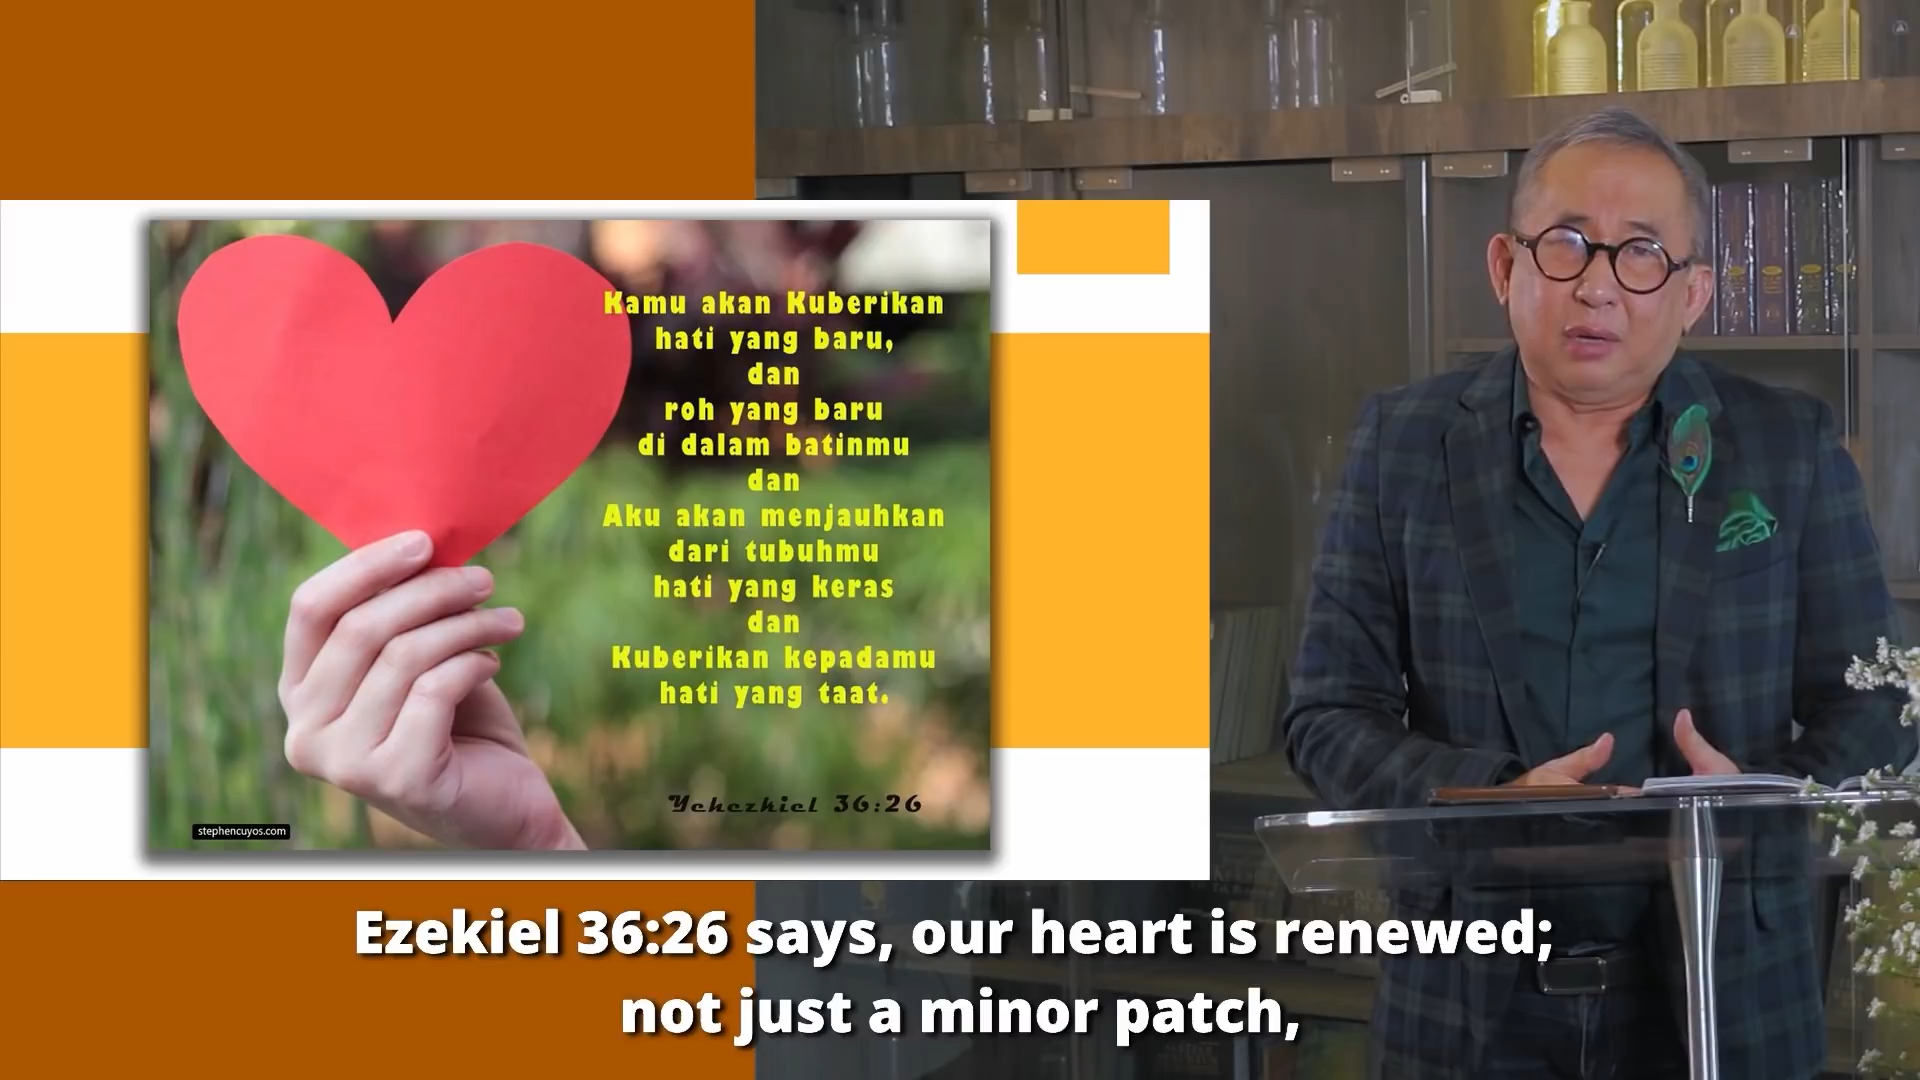 Kamu akan Kuberikan
hati yang baru,
dan
roh yang baru
di dalam batinmu
dan
Aku akan menjauhkan
dari tubuhmu
hati yang keras
dan
Kuberikan kepadamu
hati yang taat.
Yehezkiel 36:26
stephencuyos.com
Ezekiel 36:26 says, our heart is renewed;
not just a minor patch,